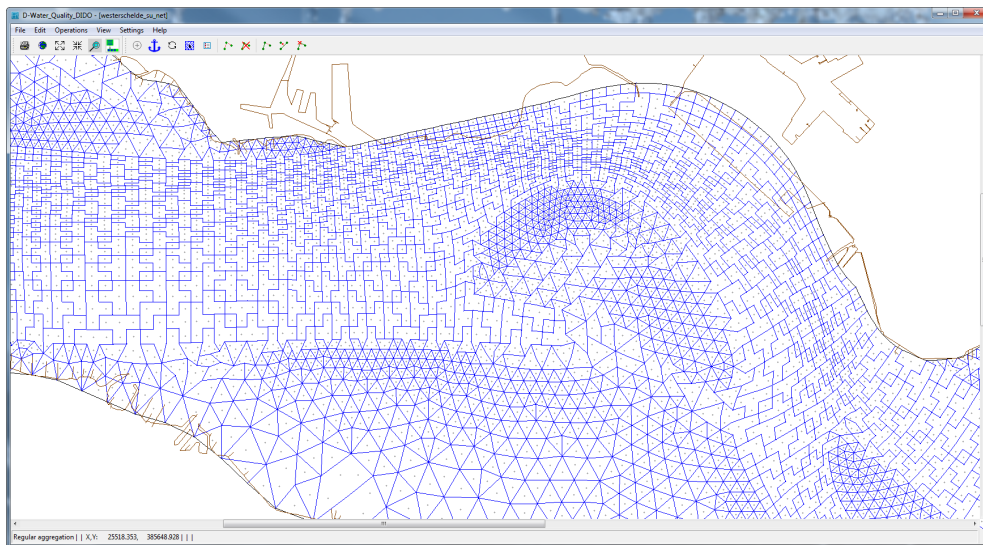 D-Water_Quality_DIDO - [westerschelde_su_net]
File Edit Operations View Settings Help
Regular aggregation | | X,Y: 25518.353, 385648.928 | | |